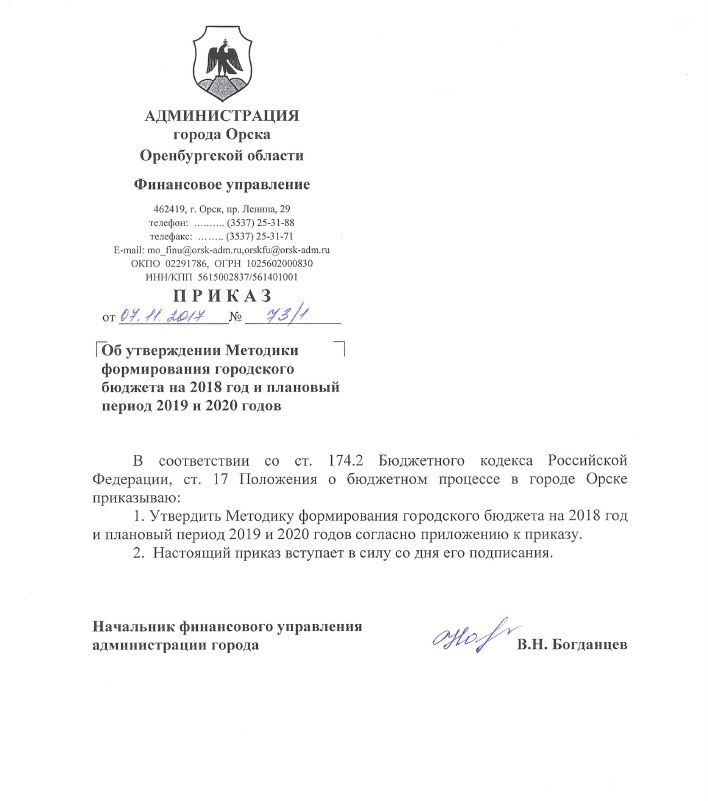 АДМИНИСТРАЦИЯ
города Орска
Оренбургской области
Финансовое управление
462419, г. Орск, пр. Ленина, 29
телефон: ………. (3537) 25-31-88
телефакс: …….. (3537) 25-31-71
E-mail: mo_finu@orsk-adm.ru,orskfu@orsk-adm.ru
ОКПО 02291786, ОГРН 1025602000830
ИНН/КПП 5615002837/561401001
П Р И К А З
от 07.11.2017 № 73/1
Об утверждении Методики
формирования городского
бюджета на 2018 год и плановый
период 2019 и 2020 годов
В соответствии со ст. 174.2 Бюджетного кодекса Российской
Федерации, ст. 17 Положения о бюджетном процессе в городе Орске
приказываю:
1. Утвердить Методику формирования городского бюджета на 2018 год
и плановый период 2019 и 2020 годов согласно приложению к приказу.
2. Настоящий приказ вступает в силу со дня его подписания.
Начальник финансового управления
администрации города В.Н. Богданцев